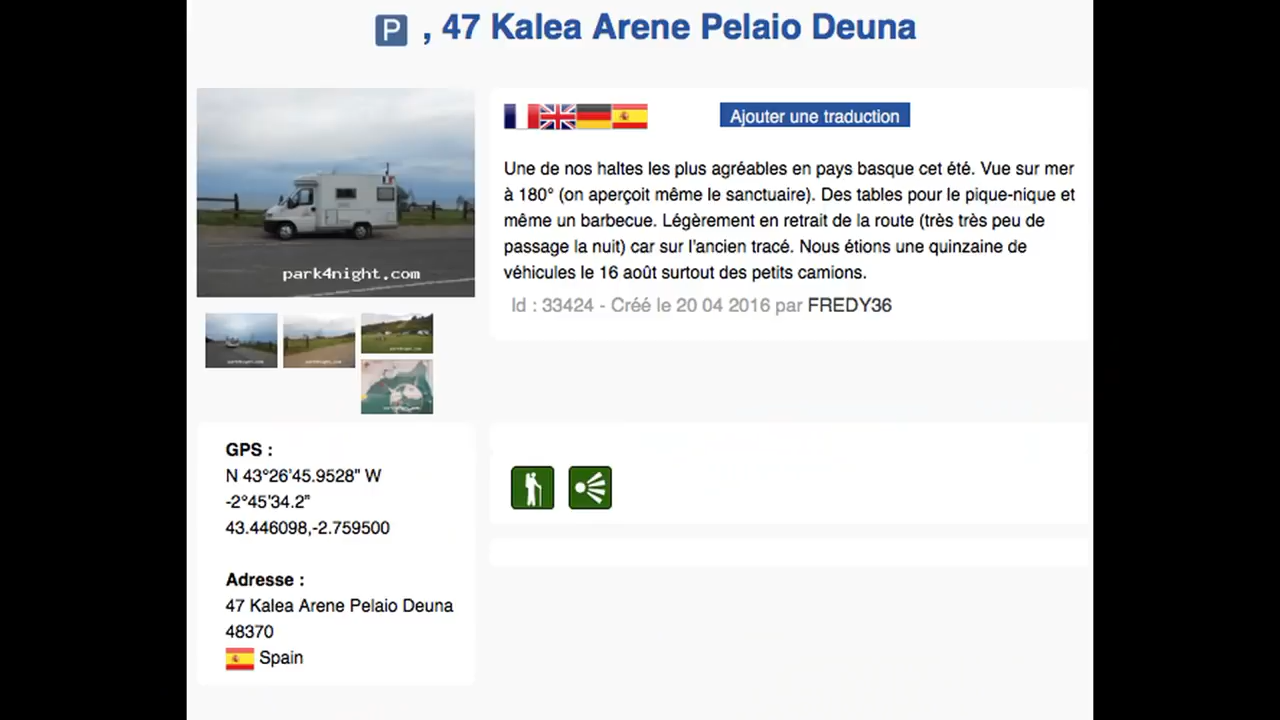 P , 47 Kalea Arene Pelaio Deuna
Ajouter une traduction
Une de nos haltes les plus agréables en pays basque cet été. Vue sur mer
à 180° (on aperçoit même le sanctuaire). Des tables pour le pique-nique et
même un barbecue. Légèrement en retrait de la route (très très peu de
passage la nuit) car sur l'ancien tracé. Nous étions une quinzaine de
véhicules le 16 août surtout des petits camions.
Id : 33424 - Créé le 20 04 2016 par FREDY36
park4night.com
GPS :
N 43°26'45.9528" W
-2°45'34.2"
43.446098,-2.759500
Adresse :
47 Kalea Arene Pelaio Deuna
48370
Spain